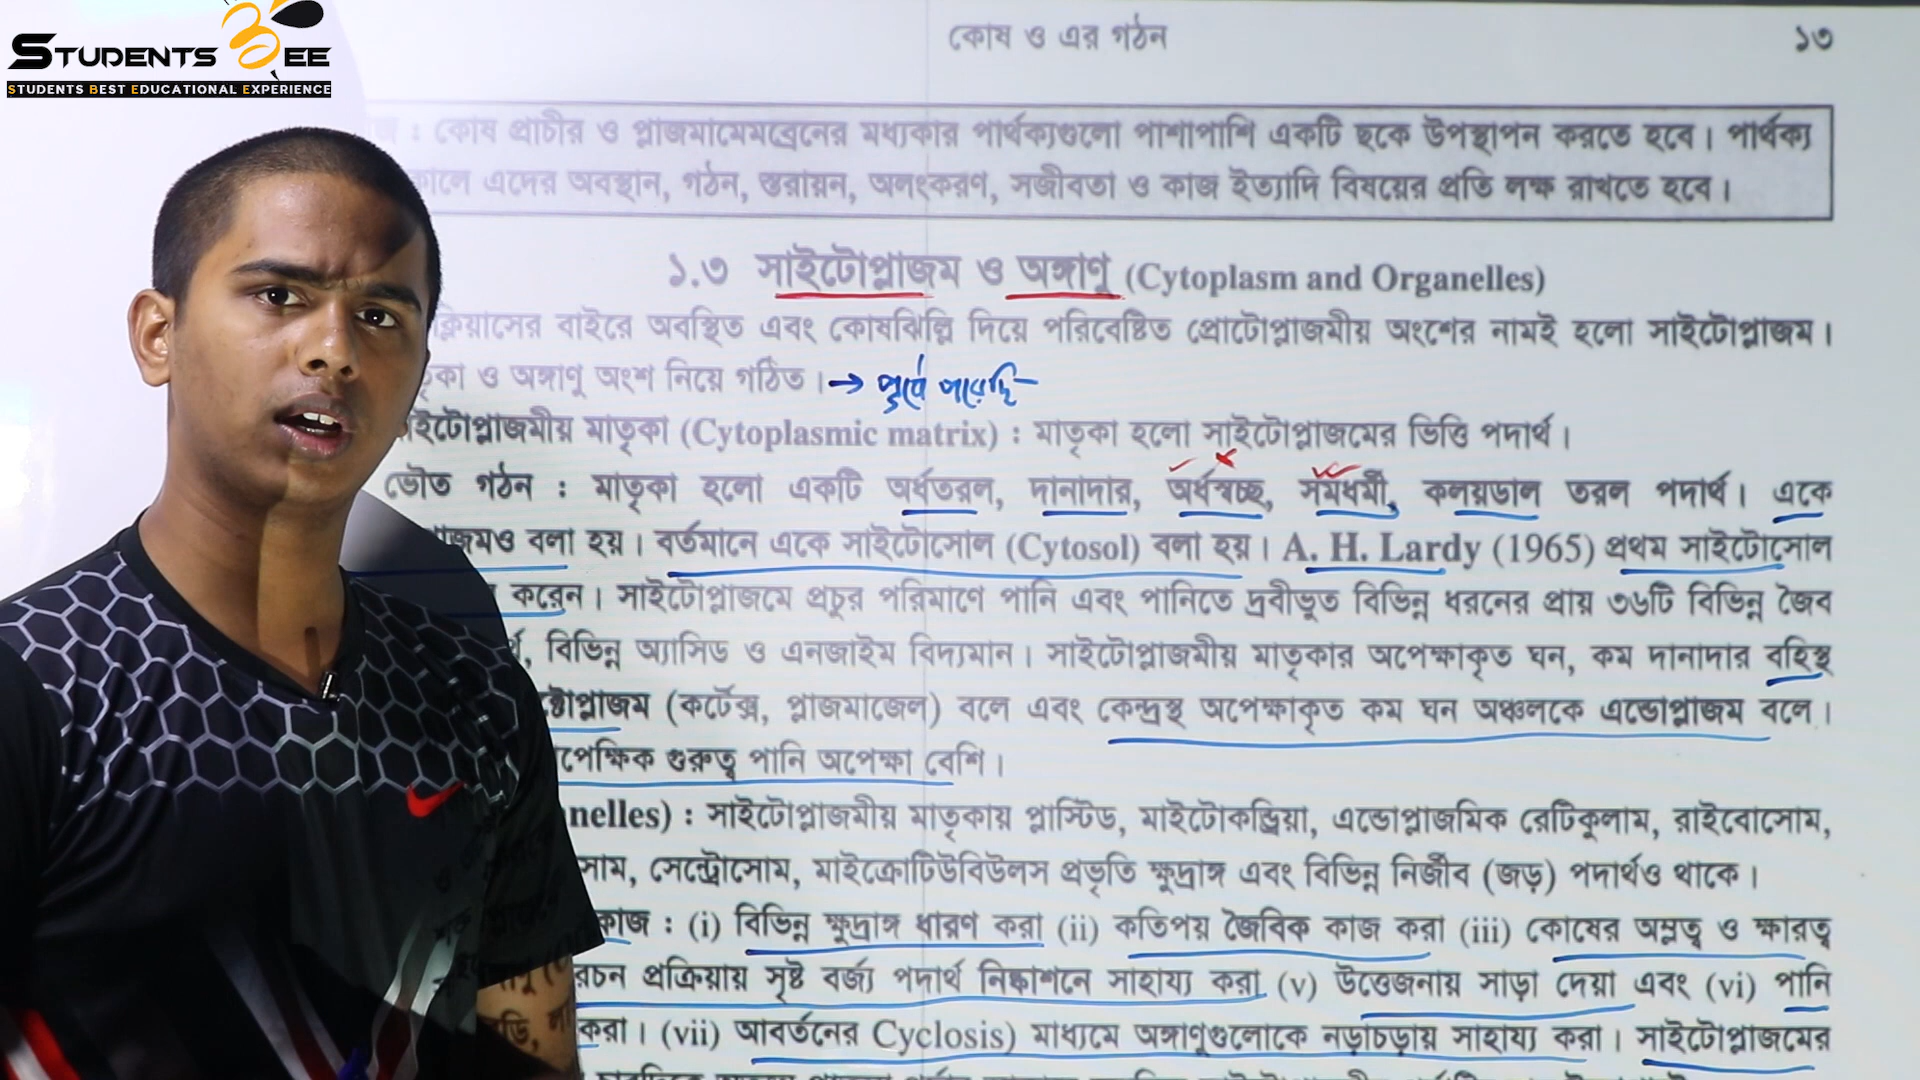 STUDENTS BEE
STUDENTS BEST EDUCATIONAL EXPERIENCE
কোষ ও এর গঠন ১৩
: কোষ প্রাচীর ও প্লাজমামেমব্রেনের মধ্যকার পার্থক্যগুলো পাশাপাশি একটি ছকে উপস্থাপন করতে হবে। পার্থক্য
কালে এদের অবস্থান, গঠন, স্তরায়ন, অলংকরণ, সজীবতা ও কাজ ইত্যাদি বিষয়ের প্রতি লক্ষ রাখতে হবে।
১.৩ সাইটোপ্লাজম ও অঙ্গাণু (Cytoplasm and Organelles)
ক্লিয়াসের বাইরে অবস্থিত এবং কোষঝিল্লি দিয়ে পরিবেষ্টিত প্রোটোপ্লাজমীয় অংশের নামই হলো সাইটোপ্লাজম।
তৃকা ও অঙ্গাণু অংশ নিয়ে গঠিত। → পূর্বে পরেছি
াইটোপ্লাজমীয় মাতৃকা (Cytoplasmic matrix) : মাতৃকা হলো সাইটোপ্লাজমের ভিত্তি পদার্থ।
ভৌত গঠন : মাতৃকা হলো একটি অর্ধতরল, দানাদার, অর্ধস্বচ্ছ, সমধর্মী, কলয়ডাল তরল পদার্থ। একে
প্লাজমও বলা হয়। বর্তমানে একে সাইটোসোল (Cytosol) বলা হয়। A. H. Lardy (1965) প্রথম সাইটোসোল
করেন। সাইটোপ্লাজমে প্রচুর পরিমাণে পানি এবং পানিতে দ্রবীভূত বিভিন্ন ধরনের প্রায় ৩৬টি বিভিন্ন জৈব
র্থ, বিভিন্ন অ্যাসিড ও এনজাইম বিদ্যমান। সাইটোপ্লাজমীয় মাতৃকার অপেক্ষাকৃত ঘন, কম দানাদার বহিস্থ
ক্টোপ্লাজম (কর্টেক্স, প্লাজমাজেল) বলে এবং কেন্দ্রস্থ অপেক্ষাকৃত কম ঘন অঞ্চলকে এন্ডোপ্লাজম বলে।
পেক্ষিক গুরুত্ব পানি অপেক্ষা বেশি।
nelles) : সাইটোপ্লাজমীয় মাতৃকায় প্লাস্টিড, মাইটোকন্ড্রিয়া, এন্ডোপ্লাজমিক রেটিকুলাম, রাইবোসোম,
সোম, সেন্ট্রোসোম, মাইক্রোটিউবিউলস প্রভৃতি ক্ষুদ্রাঙ্গ এবং বিভিন্ন নির্জীব (জড়) পদার্থও থাকে।
কাজ : (i) বিভিন্ন ক্ষুদ্রাঙ্গ ধারণ করা (ii) কতিপয় জৈবিক কাজ করা (iii) কোষের অম্লত্ব ও ক্ষারত্ব
রচন প্রক্রিয়ায় সৃষ্ট বর্জ্য পদার্থ নিষ্কাশনে সাহায্য করা (v) উত্তেজনায় সাড়া দেয়া এবং (vi) পানি
করা। (vii) আবর্তনের Cyclosis) মাধ্যমে অঙ্গাণুগুলোকে নড়াচড়ায় সাহায্য করা। সাইটোপ্লাজমের